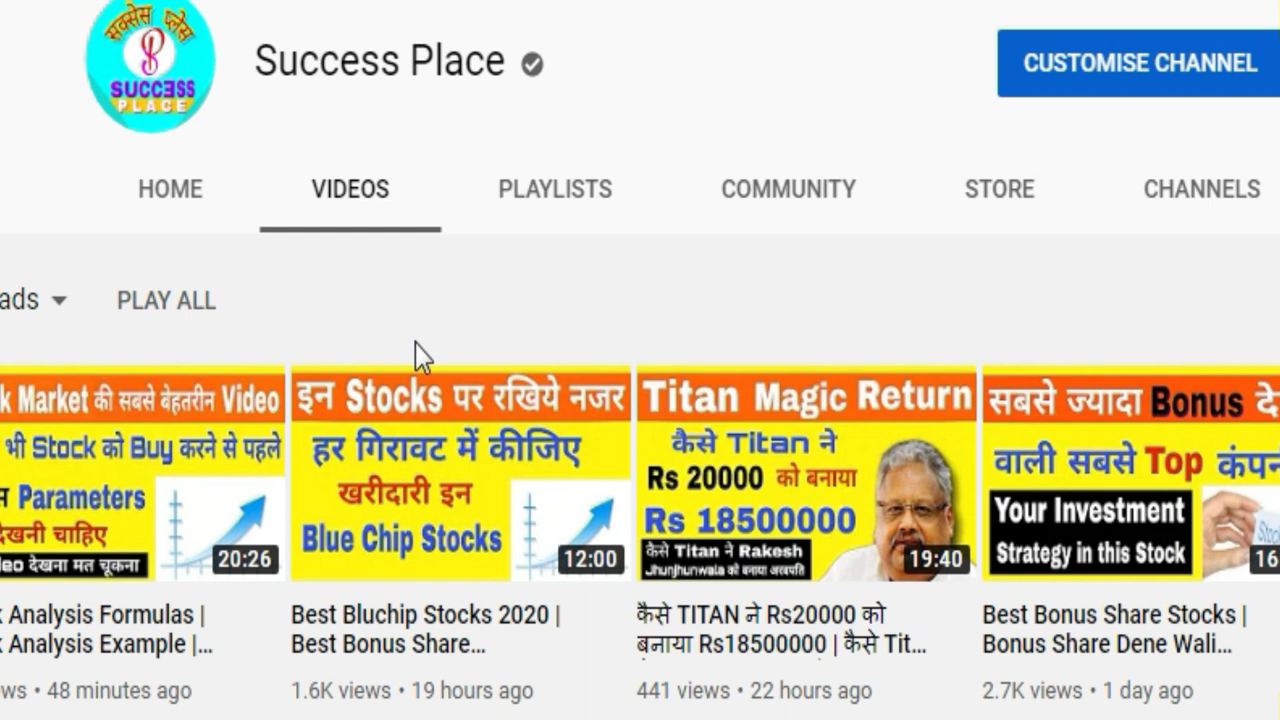 सक्सेस प्लेस
SUCCESS
PLACE
Success Place
CUSTOMISE CHANNEL
HOME VIDEOS PLAYLISTS COMMUNITY STORE CHANNELS
ads PLAY ALL
k Market की सबसे बेहतरीन Video
भी Stock को Buy करने से पहले
Parameters
देखनी चाहिए
deo देखना मत चूकना
20:26
k Analysis Formulas |
k Analysis Example |...
ws • 48 minutes ago
इन Stocks पर रखिये नजर
हर गिरावट में कीजिए
खरीदारी इन
Blue Chip Stocks
12:00
Best Bluchip Stocks 2020 |
Best Bonus Share...
1.6K views • 19 hours ago
Titan Magic Return
कैसे Titan ने
Rs 20000 को बनाया
Rs 18500000
कैसे Titan ने Rakesh
Jhunjhunwala को बनाया अरबपति
19:40
कैसे TITAN ने Rs20000 को
बनाया Rs18500000 | कैसे Tit...
441 views • 22 hours ago
सबसे ज्यादा Bonus दे
वाली सबसे Top कंपन
Your Investment
Strategy in this Stock
Stoc
16
Best Bonus Share Stocks |
Bonus Share Dene Wali...
2.7K views • 1 day ago